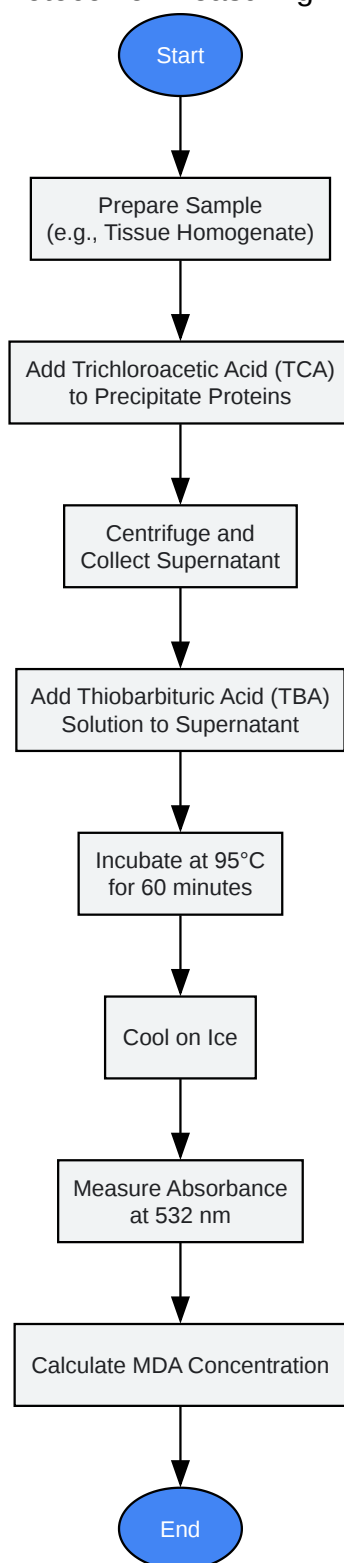 Start
Prepare Sample
(e.g., Tissue Homogenate)
Add Trichloroacetic Acid (TCA)
to Precipitate Proteins
Centrifuge and
Collect Supernatant
Add Thiobarbituric Acid (TBA)
Solution to Supernatant
Incubate at 95°C
for 60 minutes
Cool on Ice
Measure Absorbance
at 532 nm
Calculate MDA Concentration
End